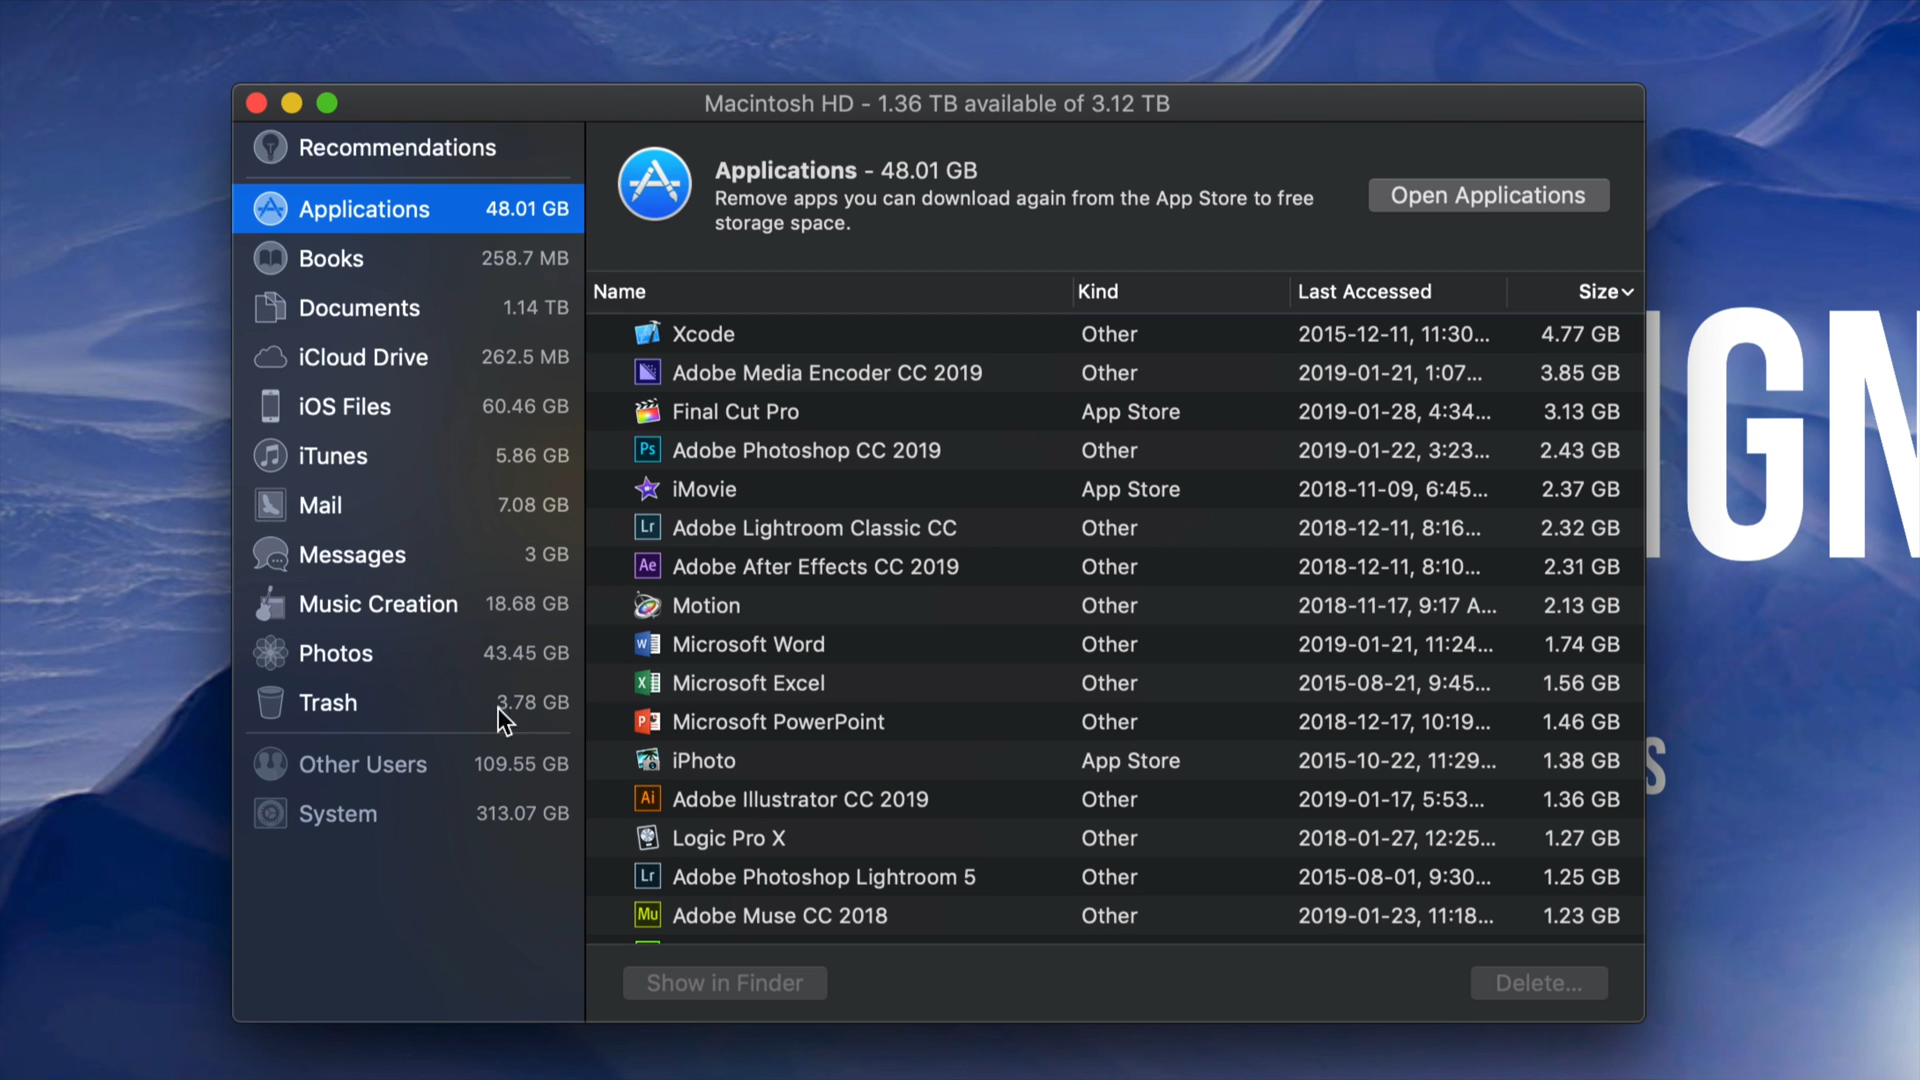 Macintosh HD - 1.36 TB available of 3.12 TB
Recommendations
Applications 48.01 GB
Books 258.7 MB
Documents 1.14 TB
iCloud Drive 262.5 MB
iOS Files 60.46 GB
iTunes 5.86 GB
Mail 7.08 GB
Messages 3 GB
Music Creation 18.68 GB
Photos 43.45 GB
Trash 3.78 GB
Other Users 109.55 GB
System 313.07 GB
Applications - 48.01 GB
Remove apps you can download again from the App Store to free
storage space.
Open Applications
Name Kind Last Accessed Size
Xcode Other 2015-12-11, 11:30... 4.77 GB
Adobe Media Encoder CC 2019 Other 2019-01-21, 1:07... 3.85 GB
Final Cut Pro App Store 2019-01-28, 4:34... 3.13 GB
Ps Adobe Photoshop CC 2019 Other 2019-01-22, 3:23... 2.43 GB
iMovie App Store 2018-11-09, 6:45... 2.37 GB
Lr Adobe Lightroom Classic CC Other 2018-12-11, 8:16... 2.32 GB
Ae Adobe After Effects CC 2019 Other 2018-12-11, 8:10... 2.31 GB
Motion Other 2018-11-17, 9:17 A... 2.13 GB
W Microsoft Word Other 2019-01-21, 11:24... 1.74 GB
X Microsoft Excel Other 2015-08-21, 9:45... 1.56 GB
P Microsoft PowerPoint Other 2018-12-17, 10:19... 1.46 GB
iPhoto App Store 2015-10-22, 11:29... 1.38 GB
Ai Adobe Illustrator CC 2019 Other 2019-01-17, 5:53... 1.36 GB
Logic Pro X Other 2018-01-27, 12:25... 1.27 GB
Lr Adobe Photoshop Lightroom 5 Other 2015-08-01, 9:30... 1.25 GB
Mu Adobe Muse CC 2018 Other 2019-01-23, 11:18... 1.23 GB
Show in Finder
Delete...
IGN
S